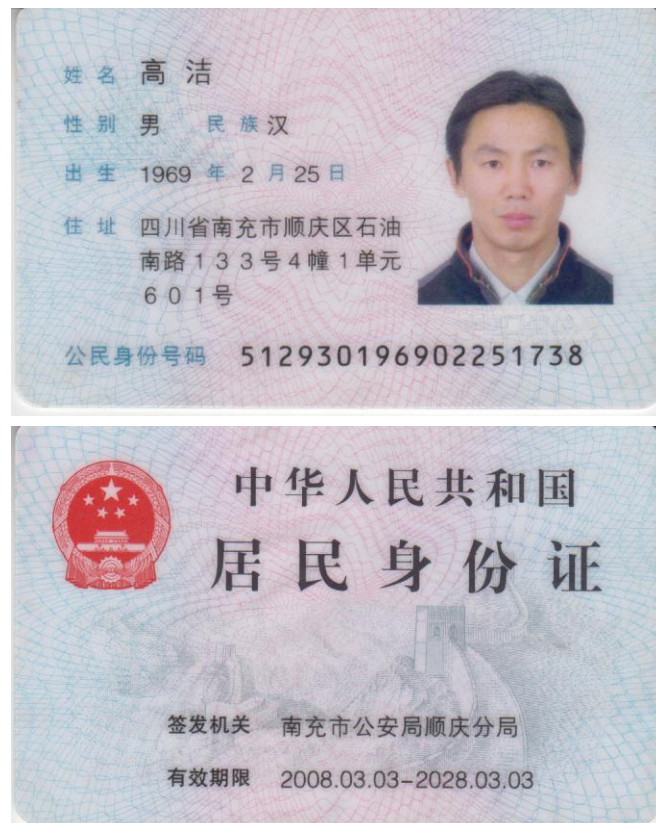 姓名 高洁
性别 男 民族 汉
出生 1969 年 2 月 25 日
住址 四川省南充市顺庆区石油
南路133号4幢1单元
601号
公民身份号码 512930196902251738
中华人民共和国
居民身份证
签发机关 南充市公安局顺庆分局
有效期限 2008.03.03-2028.03.03